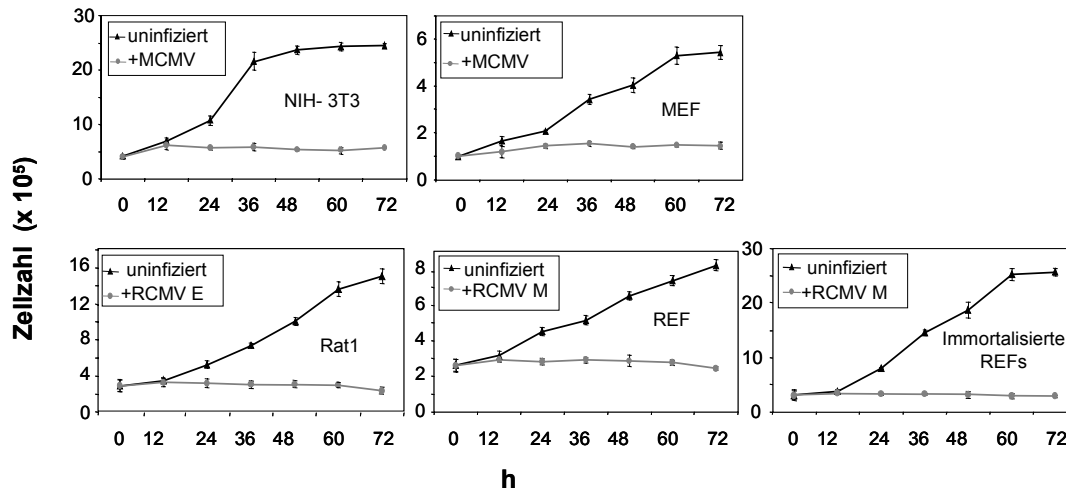 Zellzahl (x 10⁵)
30
20
10
0
uninfiziert
+MCMV
NIH- 3T3
0 12 24 36 48 60 72
6
4
2
0
uninfiziert
+MCMV
MEF
0 12 24 36 48 60 72
16
12
8
4
0
uninfiziert
+RCMV E
Rat1
0 12 24 36 48 60 72
8
6
4
2
0
uninfiziert
+RCMV M
REF
0 12 24 36 48 60 72
30
20
10
0
uninfiziert
+RCMV M
Immortalisierte
REFs
0 12 24 36 48 60 72
h